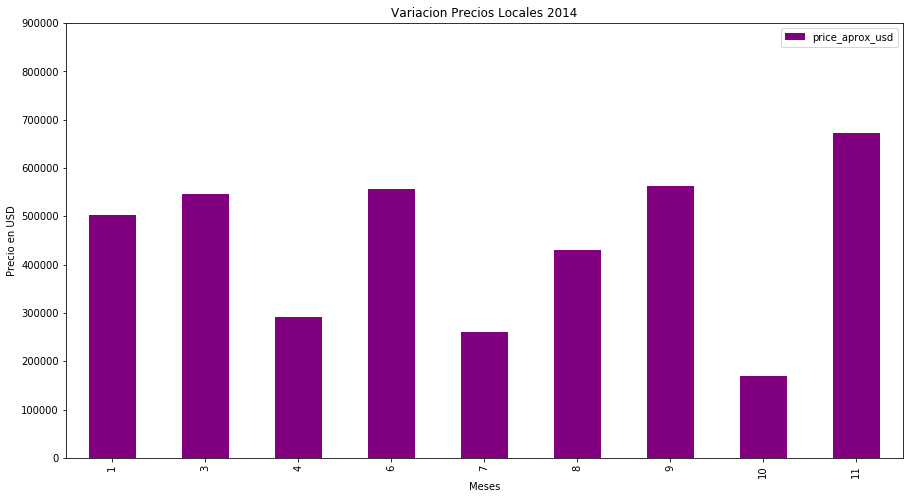 Variacion Precios Locales 2014
price_aprox_usd
Precio en USD
900000
800000
700000
600000
500000
400000
300000
200000
100000
0
1 3 4 6 7 8 9 10 11
Meses